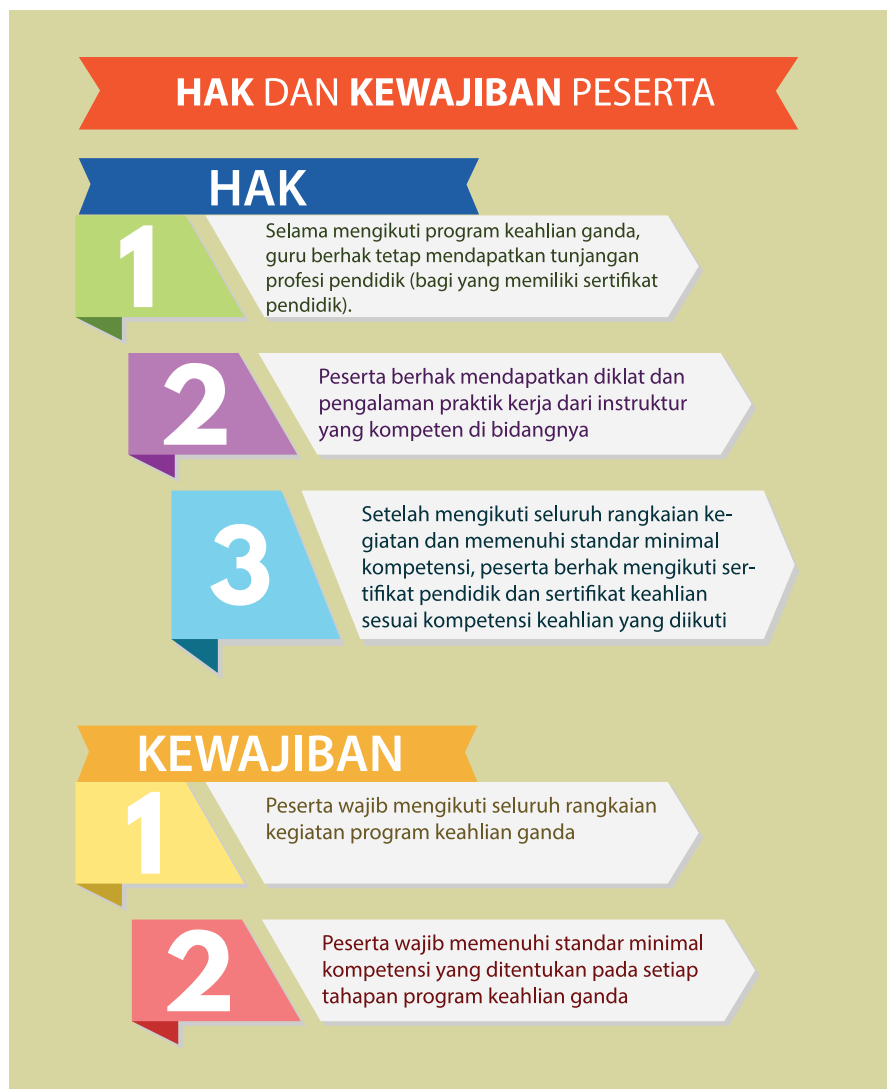 HAK DAN KEWAJIBAN PESERTA
HAK
1
Selama mengikuti program keahlian ganda,
guru berhak tetap mendapatkan tunjangan
profesi pendidik (bagi yang memiliki sertifikat
pendidik).
2
Peserta berhak mendapatkan diklat dan
pengalaman praktik kerja dari instruktur
yang kompeten di bidangnya
3
Setelah mengikuti seluruh rangkaian ke-
giatan dan memenuhi standar minimal
kompetensi, peserta berhak mengikuti ser-
tifikat pendidik dan sertifikat keahlian
sesuai kompetensi keahlian yang diikuti
KEWAJIBAN
1
Peserta wajib mengikuti seluruh rangkaian
kegiatan program keahlian ganda
2
Peserta wajib memenuhi standar minimal
kompetensi yang ditentukan pada setiap
tahapan program keahlian ganda